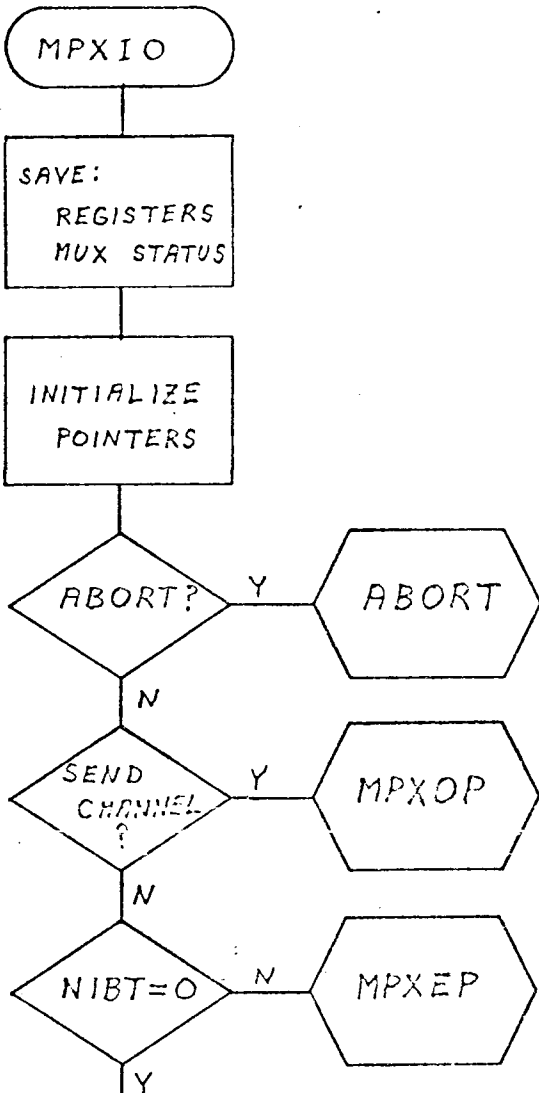 MPXIO
SAVE:
REGISTERS
MUX STATUS
INITIALIZE
POINTERS
ABORT?
Y
ABORT
N
SEND
CHANNEL
?
Y
MPXOP
N
NIBT=0
N
MPXEP
Y